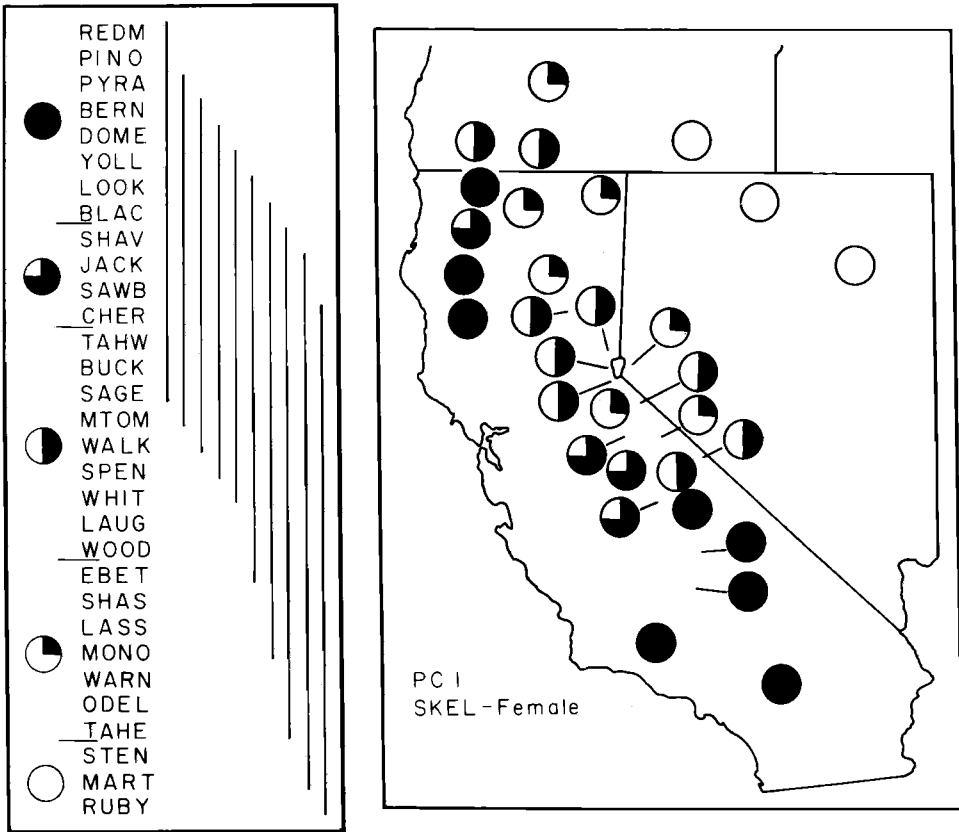 REDM
PINO
PYRA
BERN
DOME
YOLL
LOOK
BLAC
SHAV
JACK
SAWB
CHER
TAHW
BUCK
SAGE
MTOM
WALK
SPEN
WHIT
LAUG
WOOD
EBET
SHAS
LASS
MONO
WARN
ODEL
TAHE
STEN
MART
RUBY
PC I
SKEL-Female